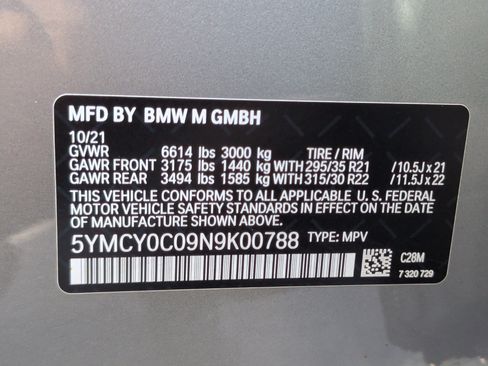 MFD BY BMW M GMBH
10/21
GVWR 6614 lbs 3000 kg TIRE / RIM
GAWR FRONT 3175 lbs 1440 kg WITH 295/35 R21 /10.5J x 21
GAWR REAR 3494 lbs 1585 kg WITH 315/30 R22 /11.5J x 22
THIS VEHICLE CONFORMS TO ALL APPLICABLE U. S. FEDERAL
MOTOR VEHICLE SAFETY STANDARDS IN EFFECT ON THE
DATE OF MANUFACTURE SHOWN ABOVE.
5YMCY0C09N9K00788 TYPE: MPV
C28M
7 320 729